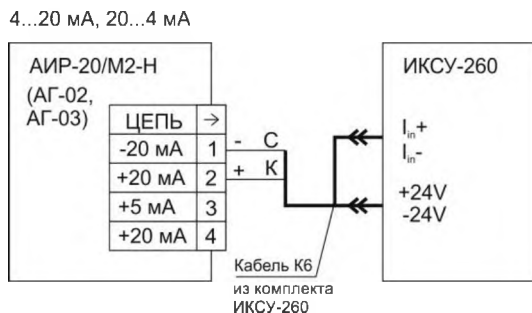 4...20 мА, 20...4 мА
АИР-20/М2-Н
(АГ-02,
АГ-03)
ЦЕПЬ →
-20 мА 1 - С
+20 мА 2 + К
+5 мА 3
+20 мА 4
ИКСУ-260
Iin+
Iin-
+24V
-24V
Кабель К6
из комплекта
ИКСУ-260